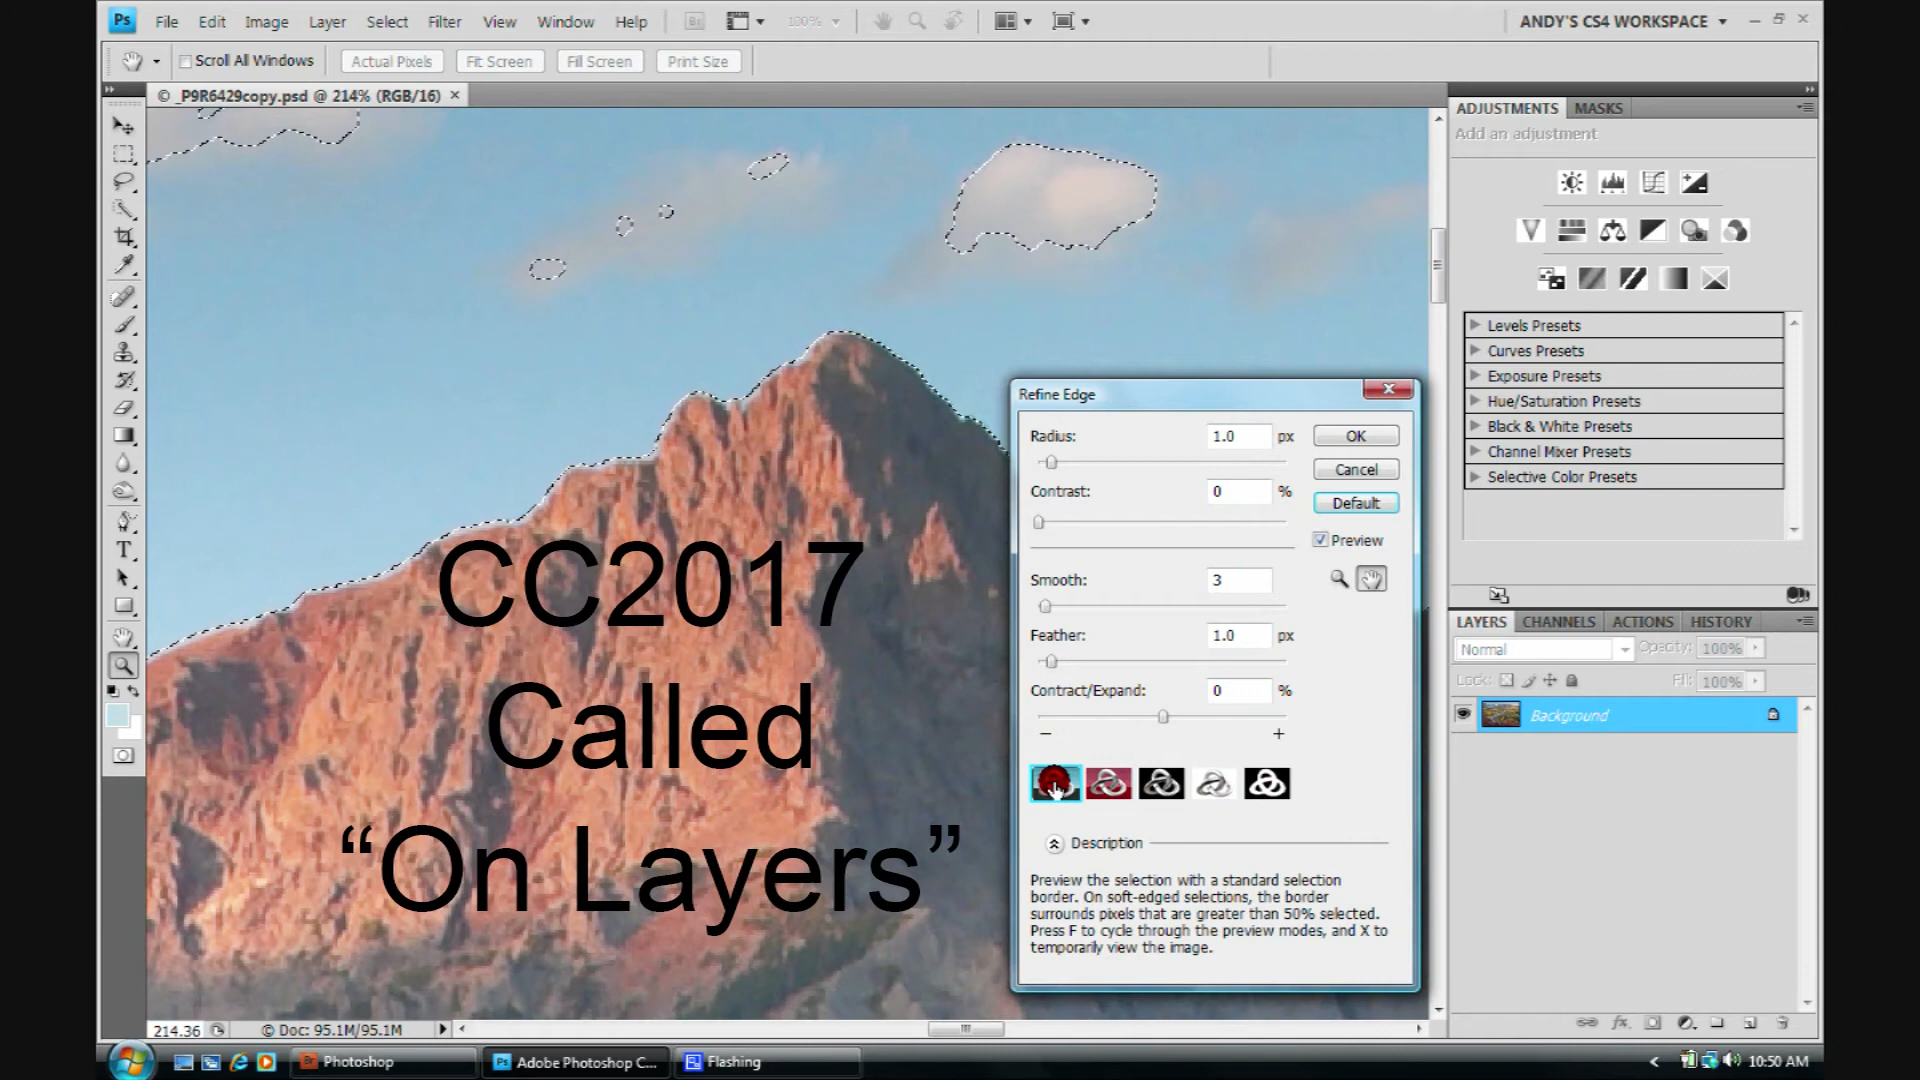 Ps File Edit Image Layer Select Filter View Window Help Br 100% ANDY'S CS4 WORKSPACE
Scroll All Windows Actual Pixels Fit Screen Fill Screen Print Size
© _P9R6429copy.psd @ 214% (RGB/16)
ADJUSTMENTS MASKS
Add an adjustment
Levels Presets
Curves Presets
Exposure Presets
Hue/Saturation Presets
Black & White Presets
Channel Mixer Presets
Selective Color Presets
Refine Edge
Radius: 1.0 px OK
Cancel
Contrast: 0 %
Default
Preview
Smooth: 3
Feather: 1.0 px
Contract/Expand: 0 %
Description
Preview the selection with a standard selection
border. On soft-edged selections, the border
surrounds pixels that are greater than 50% selected.
Press F to cycle through the preview modes, and X to
temporarily view the image.
CC2017
Called
“On Layers”
LAYERS CHANNELS ACTIONS HISTORY
Normal Opacity: 100%
Lock: Fill: 100%
Background
214.36 © Doc: 95.1M/95.1M
Br Photoshop Ps Adobe Photoshop C... Flashing 10:50 AM